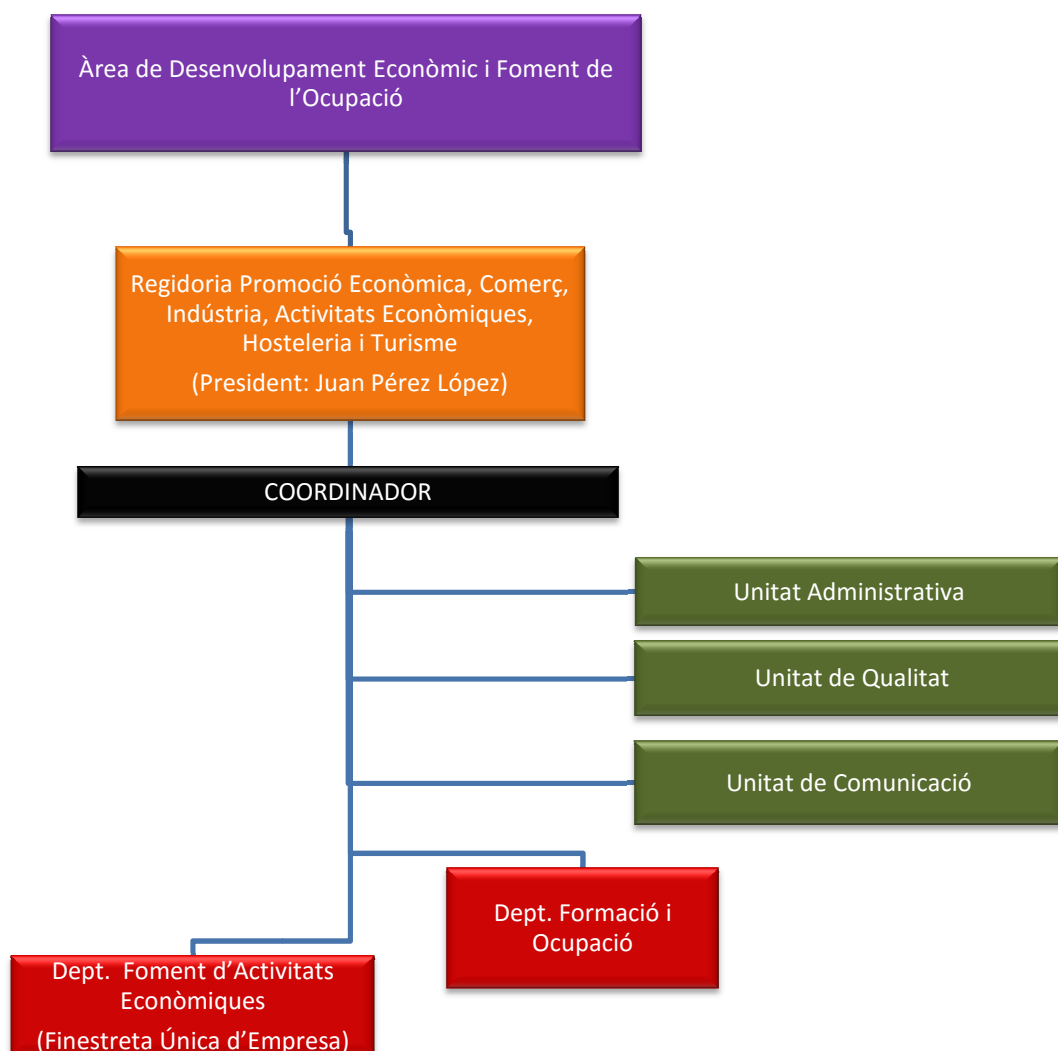 Àrea de Desenvolupament Econòmic i Foment de
l’Ocupació
Regidoria Promoció Econòmica, Comerç,
Indústria, Activitats Econòmiques,
Hosteleria i Turisme
(President: Juan Pérez López)
COORDINADOR
Unitat Administrativa
Unitat de Qualitat
Unitat de Comunicació
Dept. Formació i
Ocupació
Dept.  Foment d’Activitats
Econòmiques
(Finestreta Única d’Empresa)